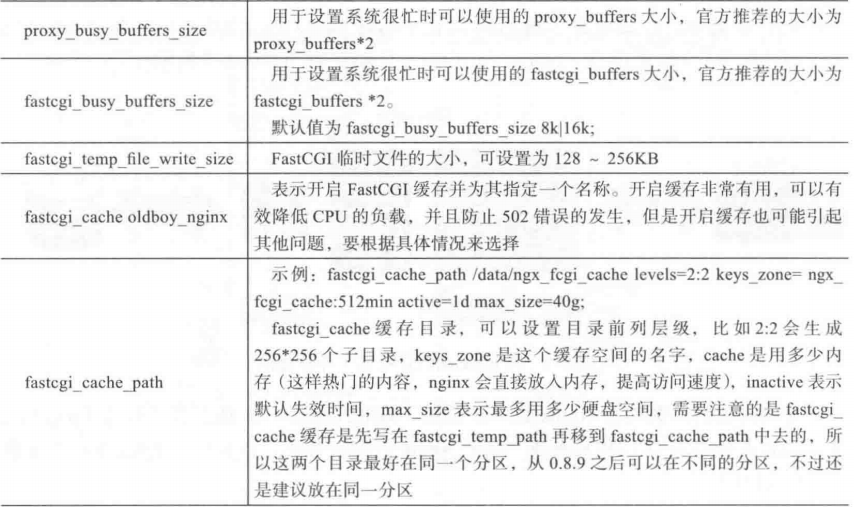 proxy_busy_buffers_size
用于设置系统很忙时可以使用的 proxy_buffers 大小，官方推荐的大小为
proxy_buffers*2
fastcgi_busy_buffers_size
用于设置系统很忙时可以使用的 fastcgi_buffers 大小，官方推荐的大小为
fastcgi_buffers *2。
默认值为 fastcgi_busy_buffers_size 8k|16k;
fastcgi_temp_file_write_size
FastCGI 临时文件的大小，可设置为 128 ～ 256KB
fastcgi_cache oldboy_nginx
表示开启 FastCGI 缓存并为其指定一个名称。开启缓存非常有用，可以有
效降低 CPU 的负载，并且防止 502 错误的发生，但是开启缓存也可能引起
其他问题，要根据具体情况来选择
fastcgi_cache_path
示例：fastcgi_cache_path /data/ngx_fcgi_cache levels=2:2 keys_zone= ngx_
fcgi_cache:512min active=1d max_size=40g;
fastcgi_cache 缓存目录，可以设置目录前列层级，比如 2:2 会生成
256*256 个子目录，keys_zone 是这个缓存空间的名字，cache 是用多少内
存（这样热门的内容，nginx 会直接放入内存，提高访问速度），inactive 表示
默认失效时间，max_size 表示最多用多少硬盘空间，需要注意的是 fastcgi_
cache 缓存是先写在 fastcgi_temp_path 再移到 fastcgi_cache_path 中去的，所
以这两个目录最好在同一个分区，从 0.8.9 之后可以在不同的分区，不过还
是建议放在同一分区